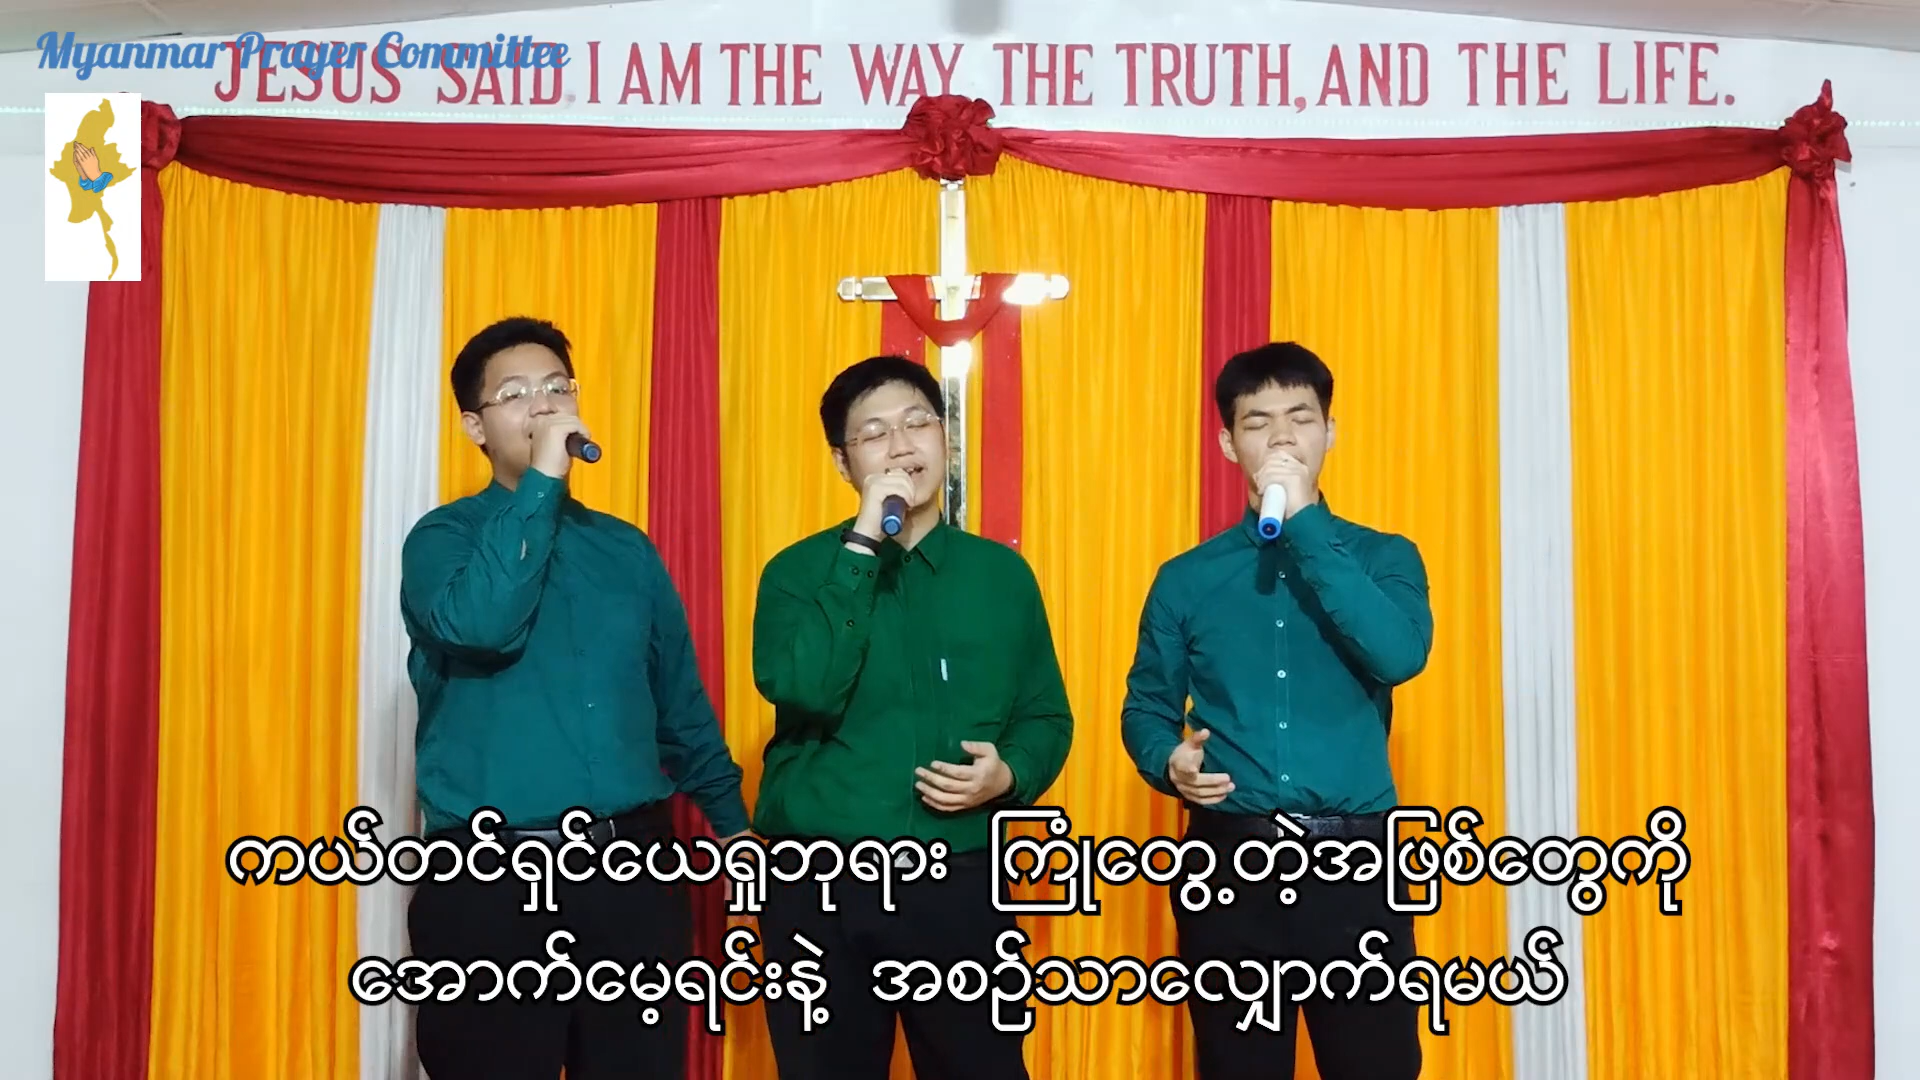 Myanmar Prayer Committee
JESUS SAID, I AM THE WAY, THE TRUTH, AND THE LIFE.
ကယ်တင်ရှင်ယေရှုဘုရား ကြုံတွေ့တဲ့အဖြစ်တွေကို
အောက်မေ့ရင်းနဲ့ အစဉ်သာလျှောက်ရမယ်